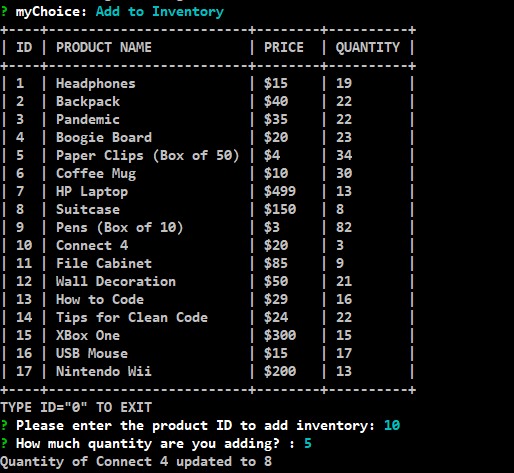 ? myChoice: Add to Inventory
+----+-------------------------+--------+----------+
| ID | PRODUCT NAME            | PRICE  | QUANTITY |
+----+-------------------------+--------+----------+
| 1  | Headphones              | $15    | 19       |
| 2  | Backpack                | $40    | 22       |
| 3  | Pandemic                | $35    | 22       |
| 4  | Boogie Board            | $20    | 23       |
| 5  | Paper Clips (Box of 50) | $4     | 34       |
| 6  | Coffee Mug              | $10    | 30       |
| 7  | HP Laptop               | $499   | 13       |
| 8  | Suitcase                | $150   | 8        |
| 9  | Pens (Box of 10)        | $3     | 82       |
| 10 | Connect 4               | $20    | 3        |
| 11 | File Cabinet            | $85    | 9        |
| 12 | Wall Decoration         | $50    | 21       |
| 13 | How to Code             | $29    | 16       |
| 14 | Tips for Clean Code     | $24    | 22       |
| 15 | XBox One                | $300   | 15       |
| 16 | USB Mouse               | $15    | 17       |
| 17 | Nintendo Wii            | $200   | 13       |
+----+-------------------------+--------+----------+
TYPE ID="0" TO EXIT
? Please enter the product ID to add inventory: 10
? How much quantity are you adding? : 5
Quantity of Connect 4 updated to 8